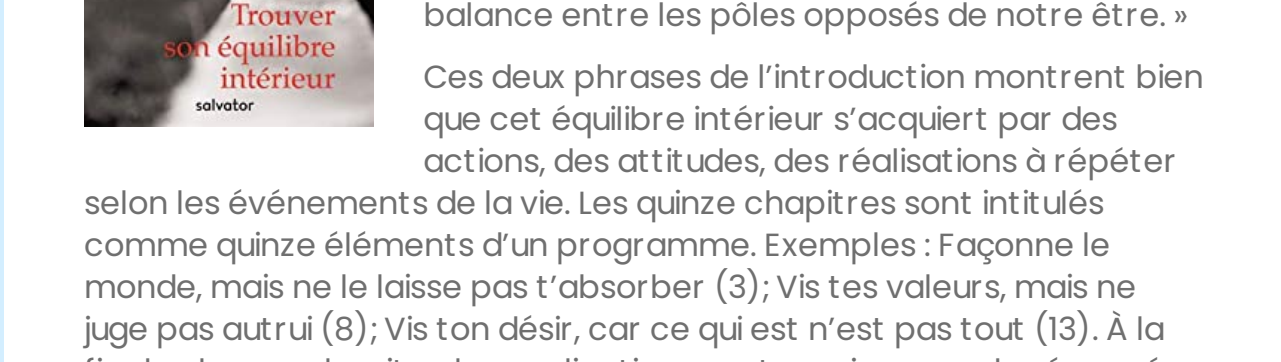 Trouver
son équilibre
intérieur
salvator
balance entre les pôles opposés de notre être. »
Ces deux phrases de l’introduction montrent bien
que cet équilibre intérieur s’acquiert par des
actions, des attitudes, des réalisations à répéter
selon les événements de la vie. Les quinze chapitres sont intitulés
comme quinze éléments d’un programme. Exemples : Façonne le
monde, mais ne le laisse pas t’absorber (3); Vis tes valeurs, mais ne
juge pas autrui (8); Vis ton désir, car ce qui est n’est pas tout (13). À la